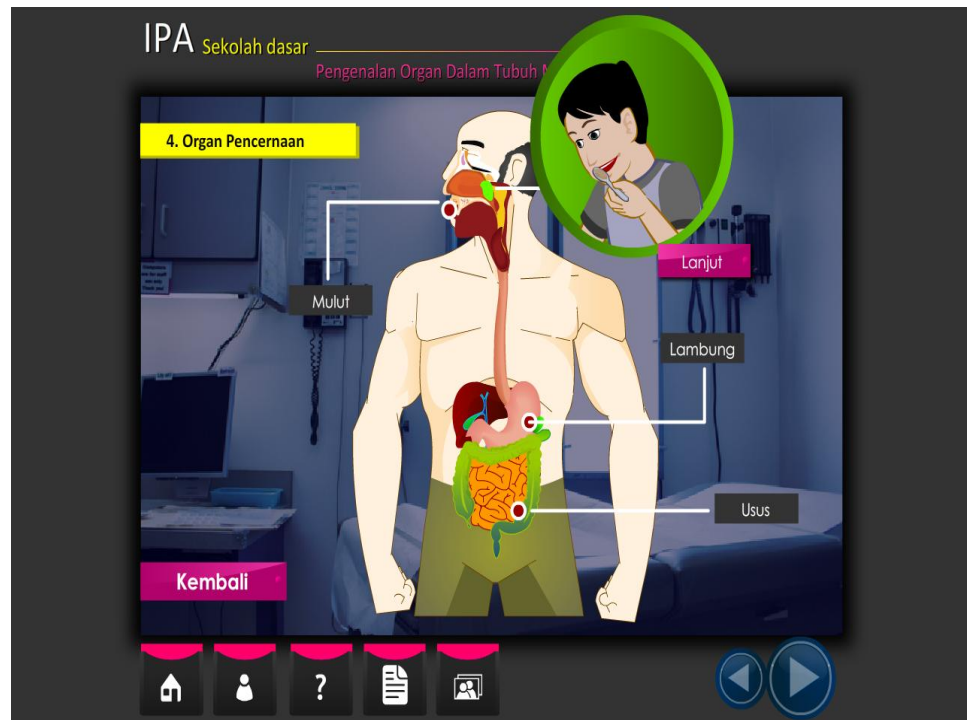 IPA Sekolah dasar
Pengenalan Organ Dalam Tubuh
4. Organ Pencernaan
Mulut
Lanjut
Lambung
Usus
Kembali
?